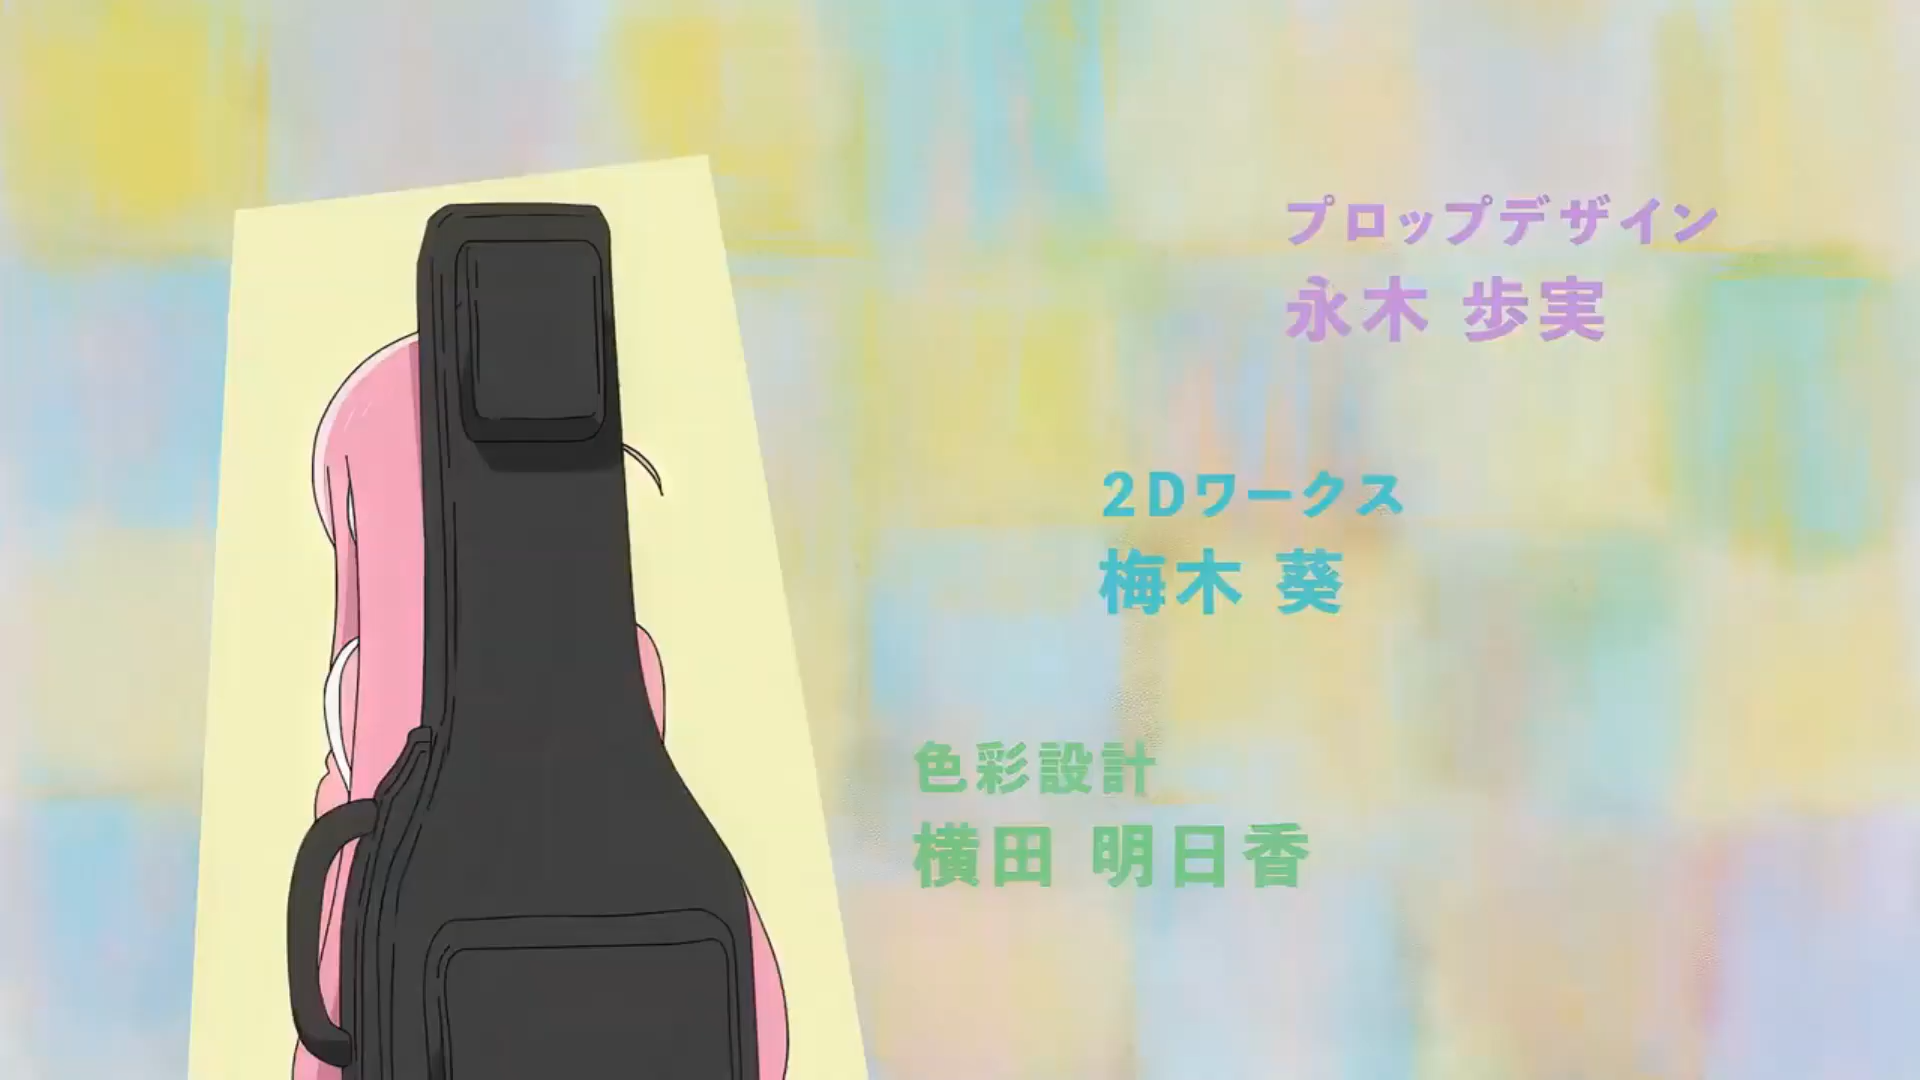 プロップデザイン
永木 歩実
2Dワークス
梅木 葵
色彩設計
横田 明日香